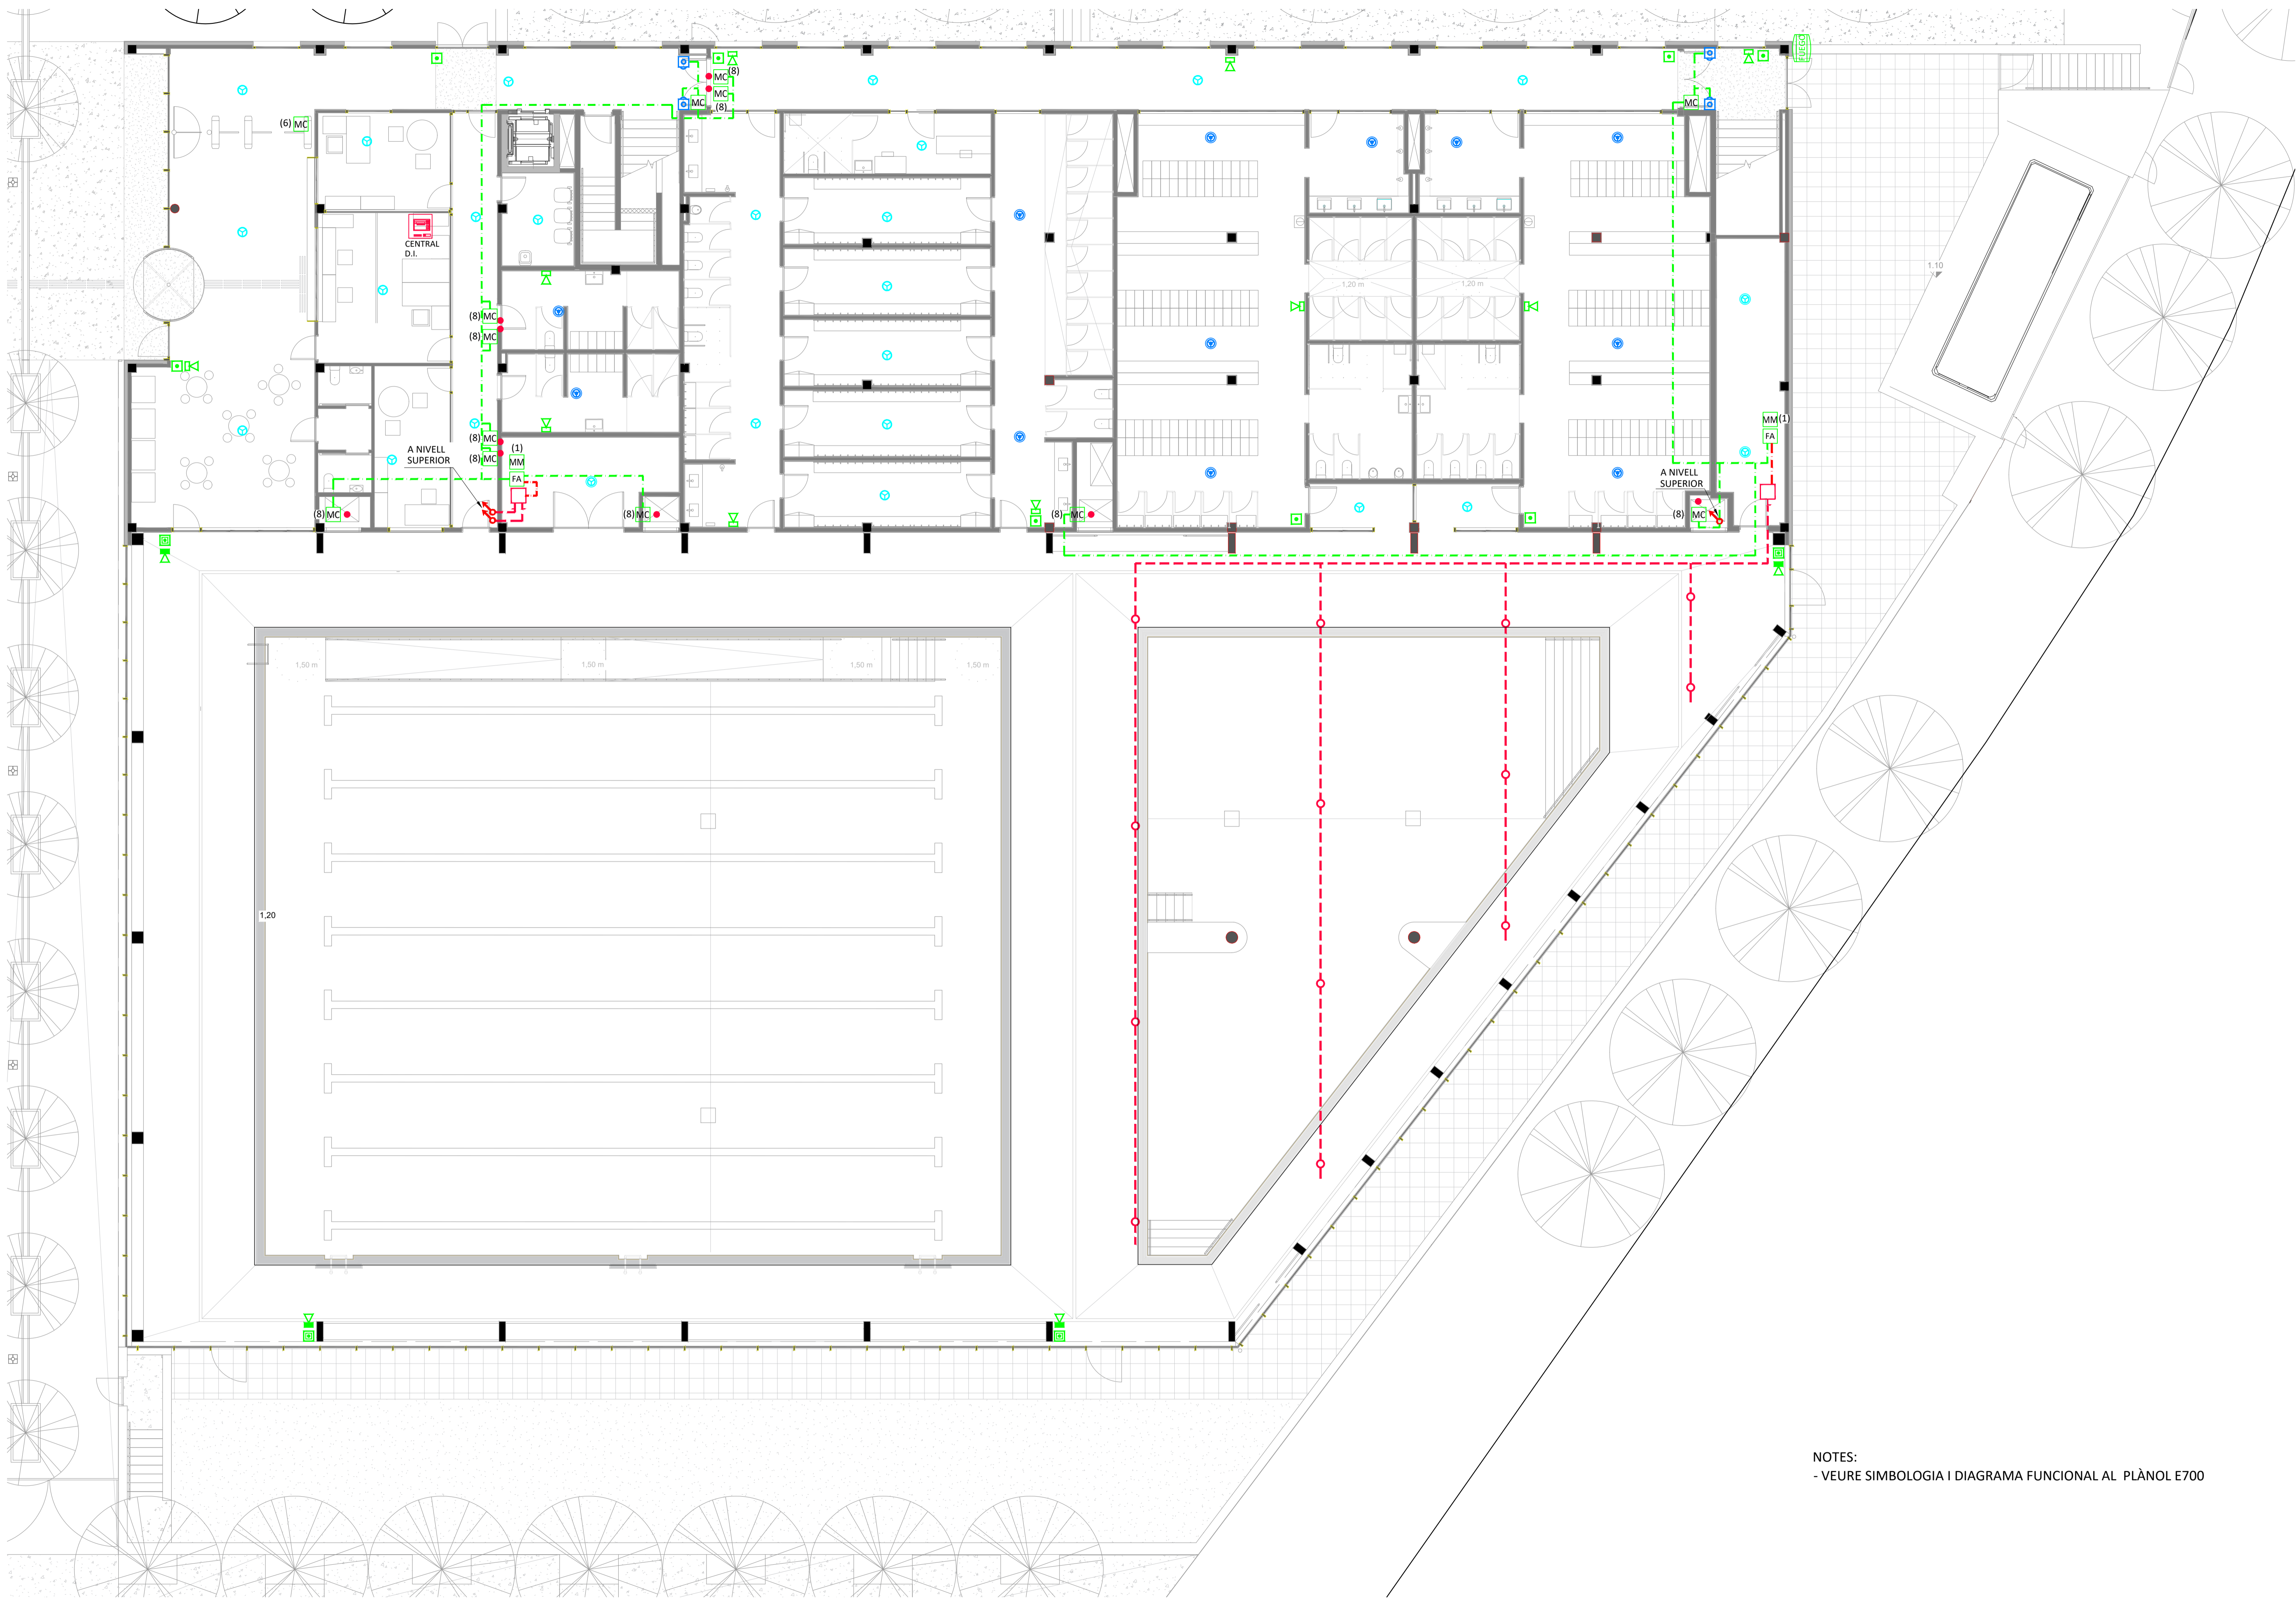 FUEGO
MC
(8)
MC
(8)
MC
MC
(6) MC
CENTRAL
D.I.
1,20 m
1,20 m
1.10
(8) MC
(8) MC
(8) MC
(8) MC
A NIVELL
SUPERIOR
(1)
MM
FA
(8) MC
(8) MC
(8) MC
MM (1)
FA
A NIVELL
SUPERIOR
(8) MC
1,50 m
1,50 m
1,50 m
1,50 m
1,20
NOTES:
- VEURE SIMBOLOGIA I DIAGRAMA FUNCIONAL AL PLÀNOL E700